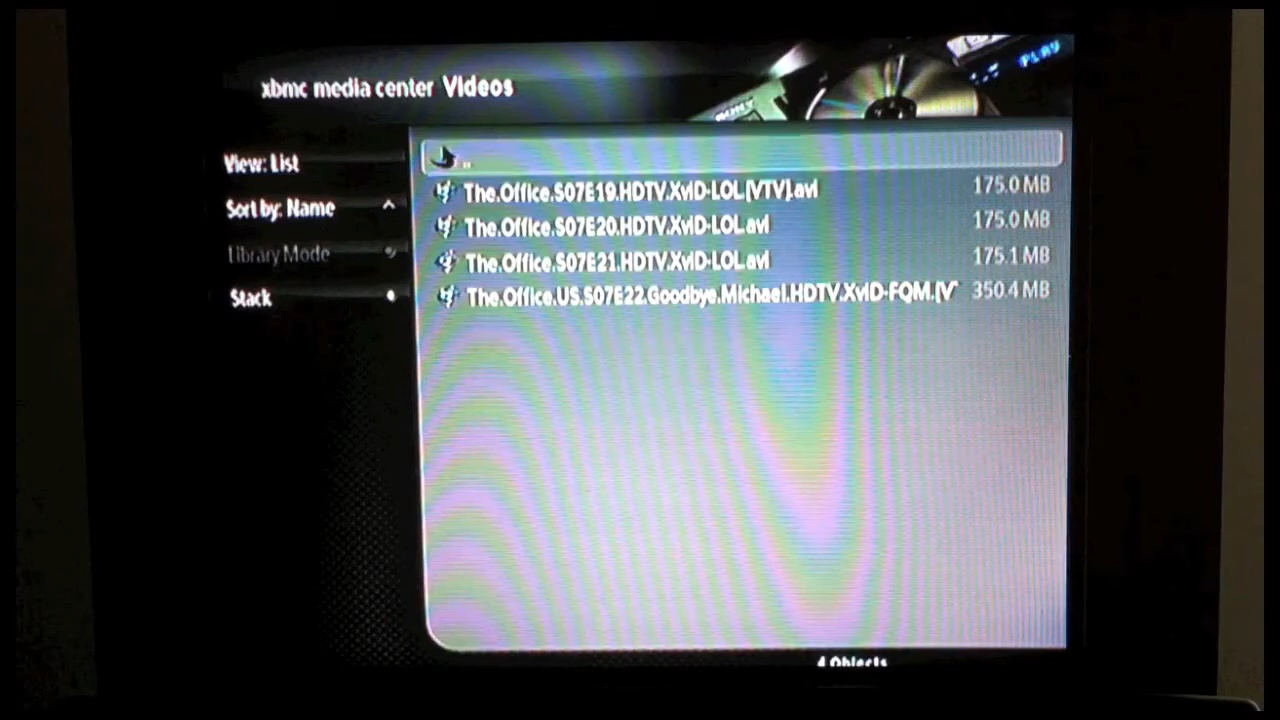 xbmc media center Videos
SONY
PLAY
View: List
Sort by: Name
Library Mode
Stack
..
The.Office.S07E19.HDTV.XviD-LOL.[VTV].avi 175.0 MB
The.Office.S07E20.HDTV.XviD-LOL.avi 175.0 MB
The.Office.S07E21.HDTV.XviD-LOL.avi 175.1 MB
The.Office.US.S07E22.Goodbye.Michael.HDTV.XviD-FQM.[V 350.4 MB
4 Objects